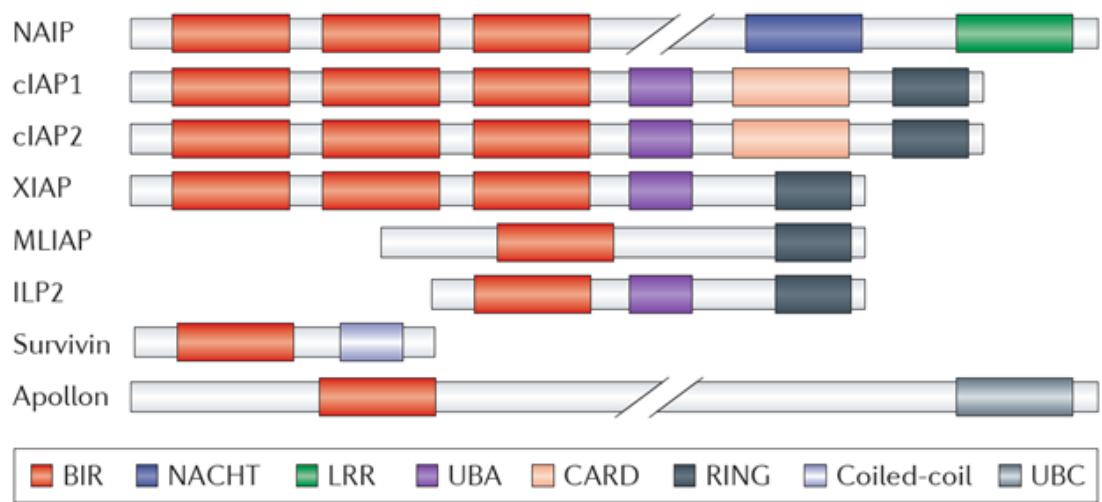 NAIP
cIAP1
cIAP2
XIAP
MLIAP
ILP2
Survivin
Apollon
BIR NACHT LRR UBA CARD RING Coiled-coil UBC